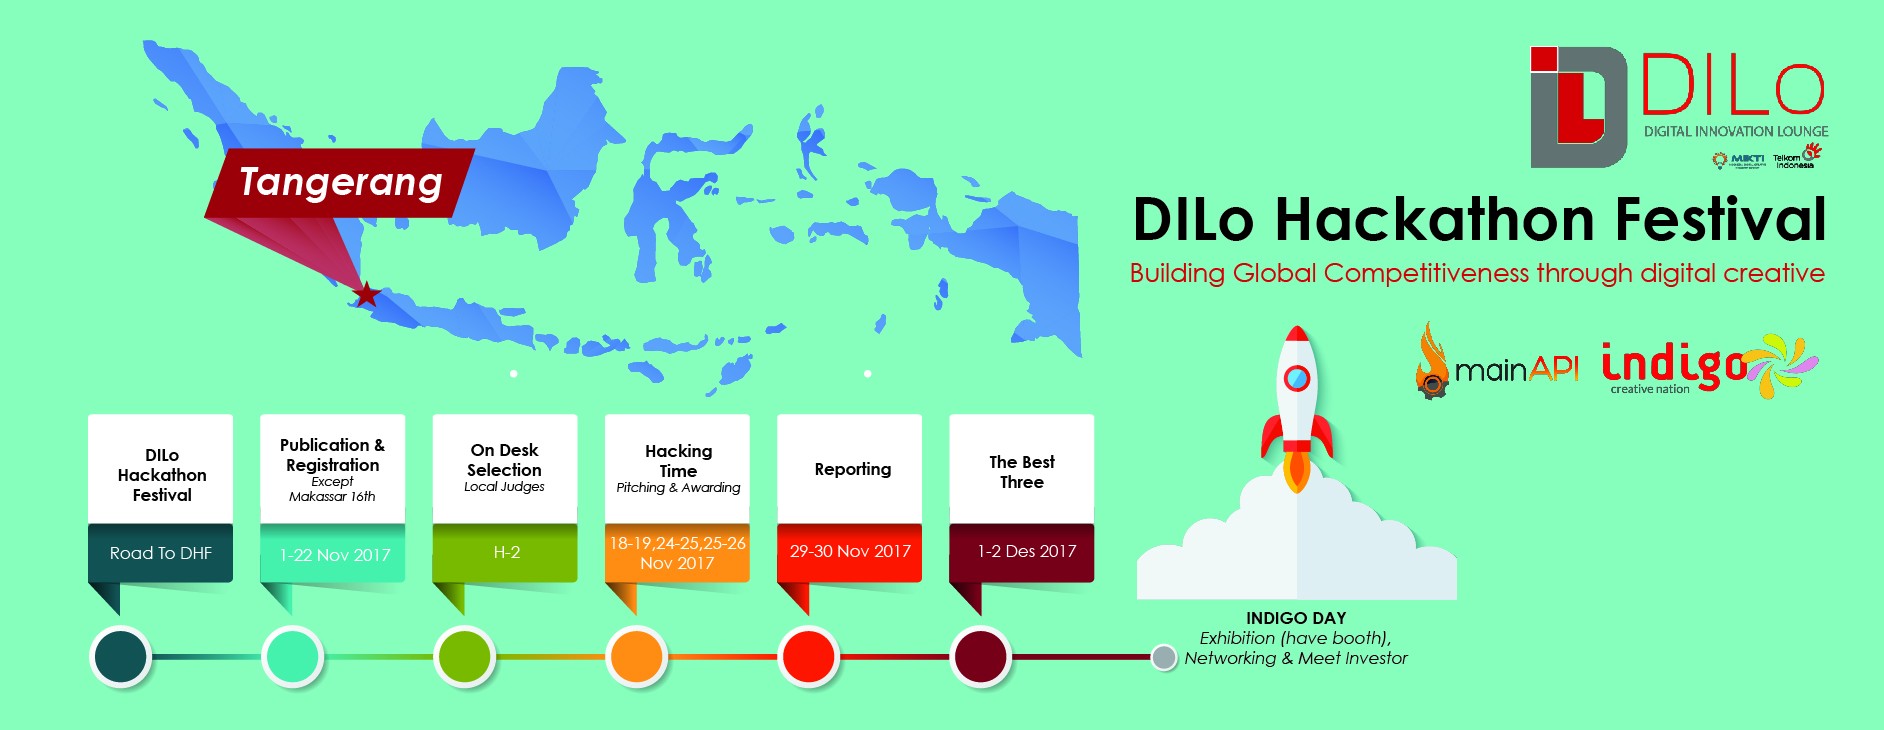 Tangerang
DILo
DIGITAL INNOVATION LOUNGE
MIKTI
Telkom
Indonesia
DILo Hackathon Festival
Building Global Competitiveness through digital creative
mainAPI
indigo
creative nation
DILo
Hackathon
Festival
Road To DHF
Publication &
Registration
Except
Makassar 16th
1-22 Nov 2017
On Desk
Selection
Local Judges
H-2
Hacking
Time
Pitching & Awarding
18-19,24-25,25-26
Nov 2017
Reporting
29-30 Nov 2017
The Best
Three
1-2 Des 2017
INDIGO DAY
Exhibition (have booth),
Networking & Meet Investor